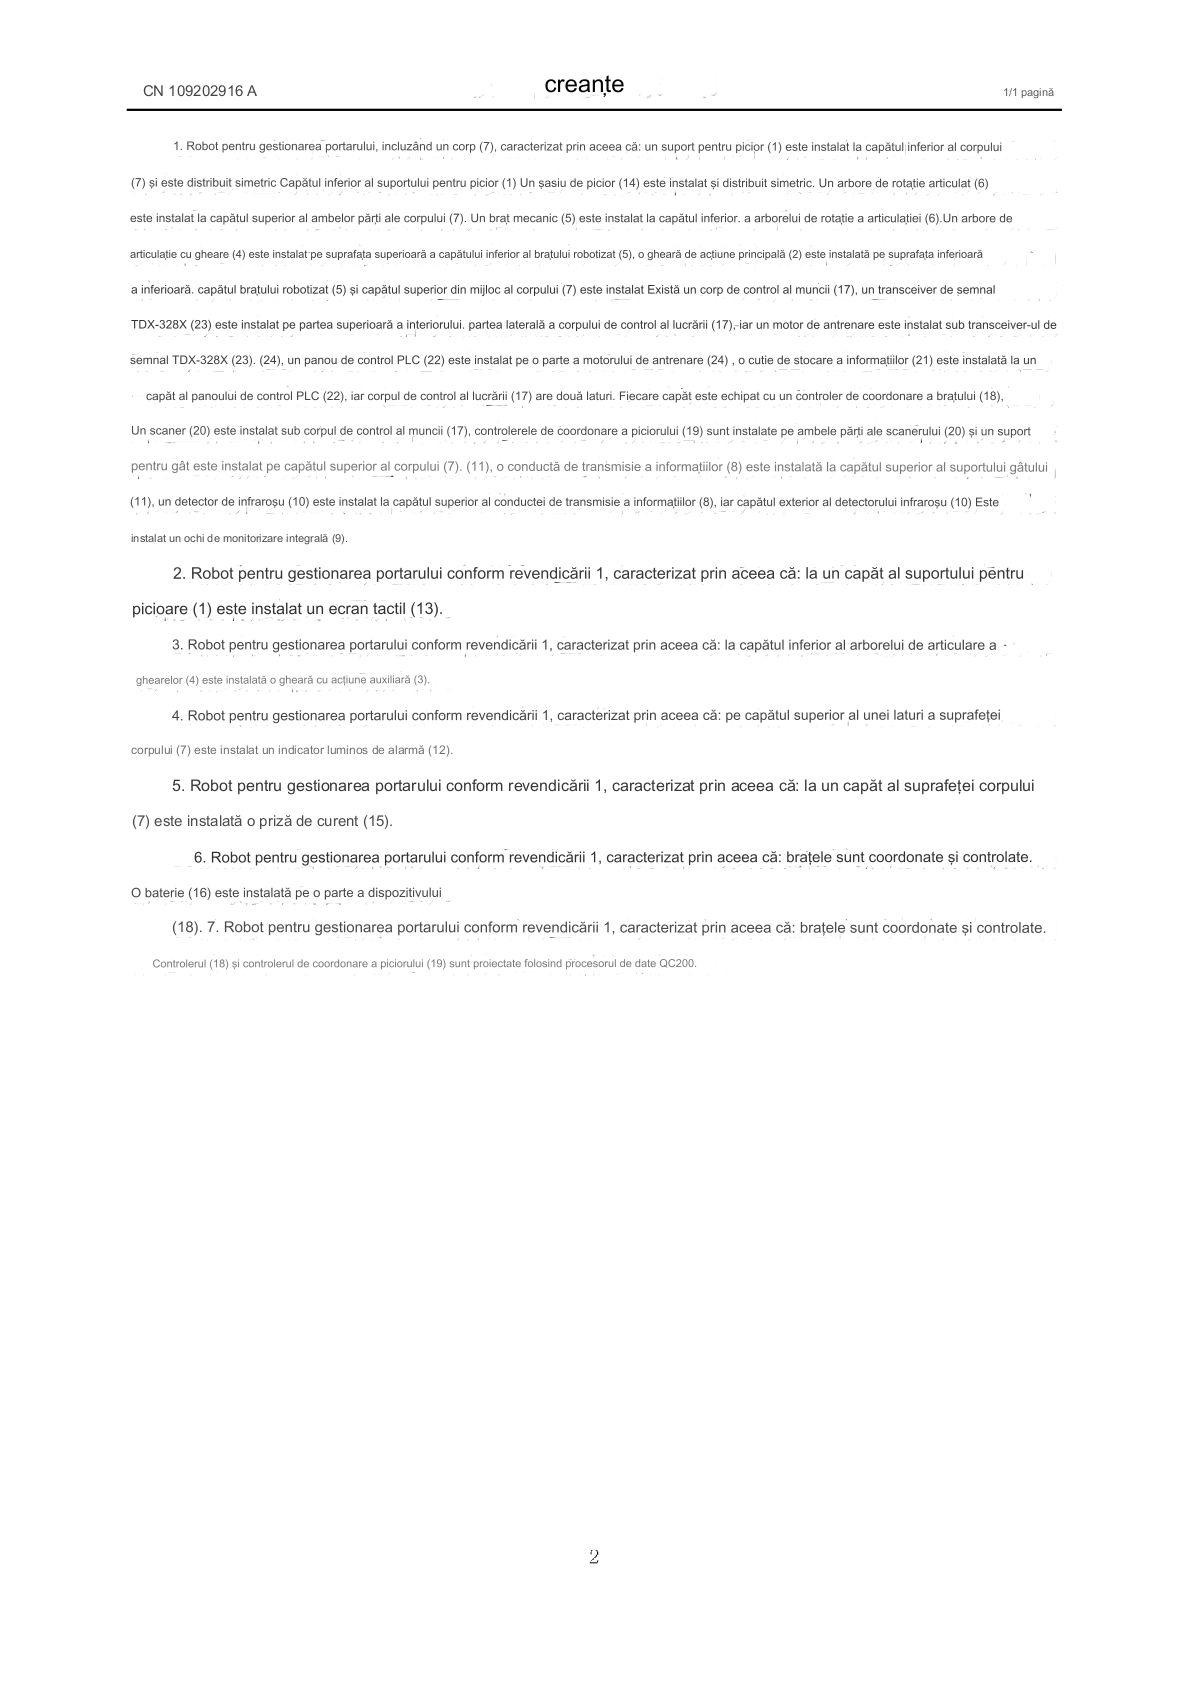 CN 109202916 A
creanțe
1/1 pagină
1. Robot pentru gestionarea portarului, incluzând un corp (7), caracterizat prin aceea că: un suport pentru picior (1) este instalat la capătul inferior al corpului
(7) și este distribuit simetric Capătul inferior al suportului pentru picior (1) Un șasiu de picior (14) este instalat și distribuit simetric. Un arbore de rotație articulat (6)
este instalat la capătul superior al ambelor părți ale corpului (7). Un braț mecanic (5) este instalat la capătul inferior. a arborelui de rotație a articulației (6).Un arbore de
articulație cu gheare (4) este instalat pe suprafața superioară a capătului inferior al brațului robotizat (5), o gheară de acțiune principală (2) este instalată pe suprafața inferioară
a inferioară. capătul brațului robotizat (5) și capătul superior din mijloc al corpului (7) este instalat Există un corp de control al muncii (17), un transceiver de semnal
TDX-328X (23) este instalat pe partea superioară a interiorului. partea laterală a corpului de control al lucrării (17), iar un motor de antrenare este instalat sub transceiver-ul de
semnal TDX-328X (23). (24), un panou de control PLC (22) este instalat pe o parte a motorului de antrenare (24) , o cutie de stocare a informațiilor (21) este instalată la un
capăt al panoului de control PLC (22), iar corpul de control al lucrării (17) are două laturi. Fiecare capăt este echipat cu un controler de coordonare a brațului (18),
Un scaner (20) este instalat sub corpul de control al muncii (17), controlerele de coordonare a piciorului (19) sunt instalate pe ambele părți ale scanerului (20) și un suport
pentru gât este instalat pe capătul superior al corpului (7). (11), o conductă de transmisie a informațiilor (8) este instalată la capătul superior al suportului gâtului
(11), un detector de infraroșu (10) este instalat la capătul superior al conductei de transmisie a informațiilor (8), iar capătul exterior al detectorului infraroșu (10) Este
instalat un ochi de monitorizare integrală (9).
2. Robot pentru gestionarea portarului conform revendicării 1, caracterizat prin aceea că: la un capăt al suportului pentru
picioare (1) este instalat un ecran tactil (13).
3. Robot pentru gestionarea portarului conform revendicării 1, caracterizat prin aceea că: la capătul inferior al arborelui de articulare a
ghearelor (4) este instalată o gheară cu acțiune auxiliară (3).
4. Robot pentru gestionarea portarului conform revendicării 1, caracterizat prin aceea că: pe capătul superior al unei laturi a suprafeței
corpului (7) este instalat un indicator luminos de alarmă (12).
5. Robot pentru gestionarea portarului conform revendicării 1, caracterizat prin aceea că: la un capăt al suprafeței corpului
(7) este instalată o priză de curent (15).
6. Robot pentru gestionarea portarului conform revendicării 1, caracterizat prin aceea că: brațele sunt coordonate și controlate.
O baterie (16) este instalată pe o parte a dispozitivului
(18). 7. Robot pentru gestionarea portarului conform revendicării 1, caracterizat prin aceea că: brațele sunt coordonate și controlate.
Controlerul (18) și controlerul de coordonare a piciorului (19) sunt proiectate folosind procesorul de date QC200.
2